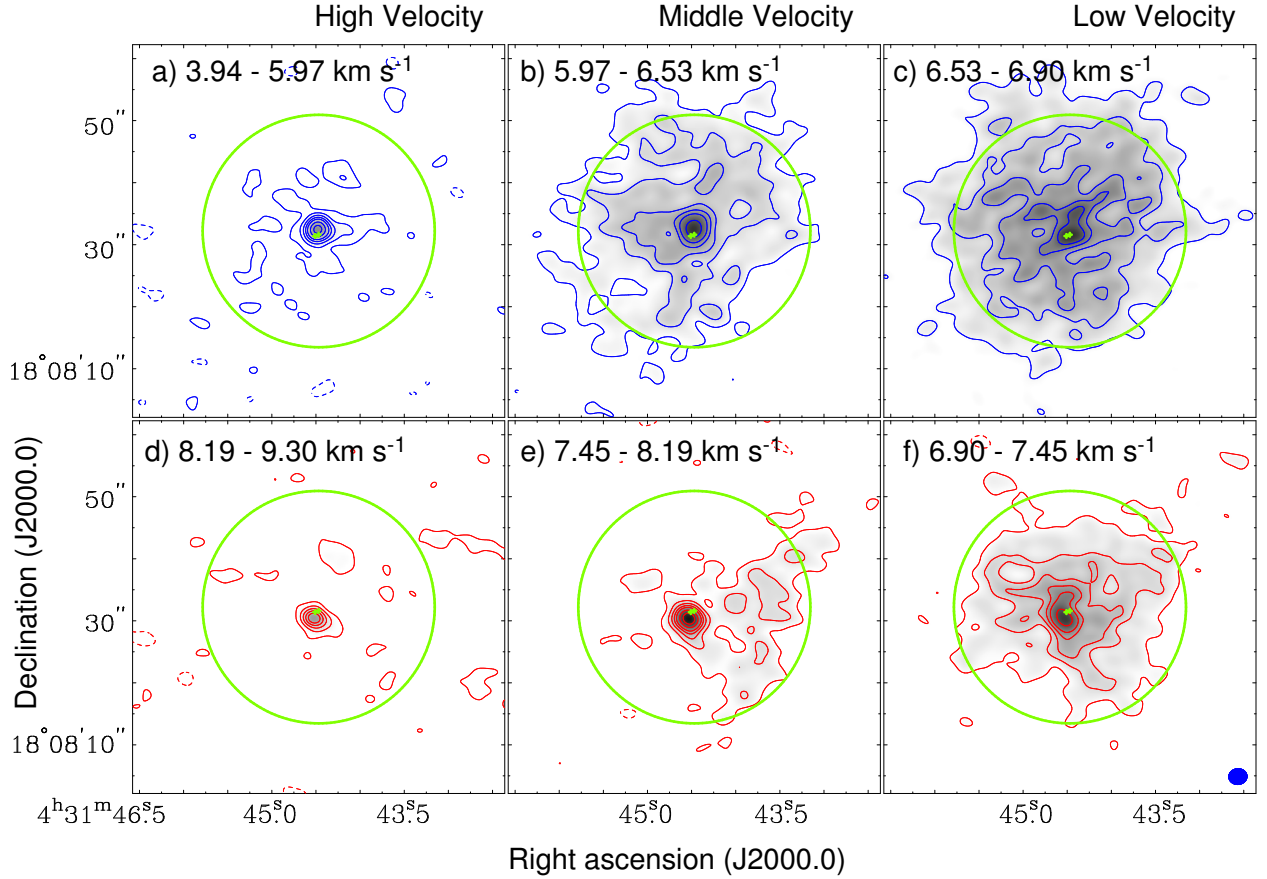 High Velocity Middle Velocity Low Velocity
a) 3.94 - 5.97 km s⁻¹ b) 5.97 - 6.53 km s⁻¹ c) 6.53 - 6.90 km s⁻¹
50″
30″
18°08′10″
d) 8.19 - 9.30 km s⁻¹ e) 7.45 - 8.19 km s⁻¹ f) 6.90 - 7.45 km s⁻¹
50″
30″
18°08′10″
4ʰ31ᵐ46ˢ.5 45ˢ.0 43ˢ.5 45ˢ.0 43ˢ.5 45ˢ.0 43ˢ.5
Declination (J2000.0)
Right ascension (J2000.0)